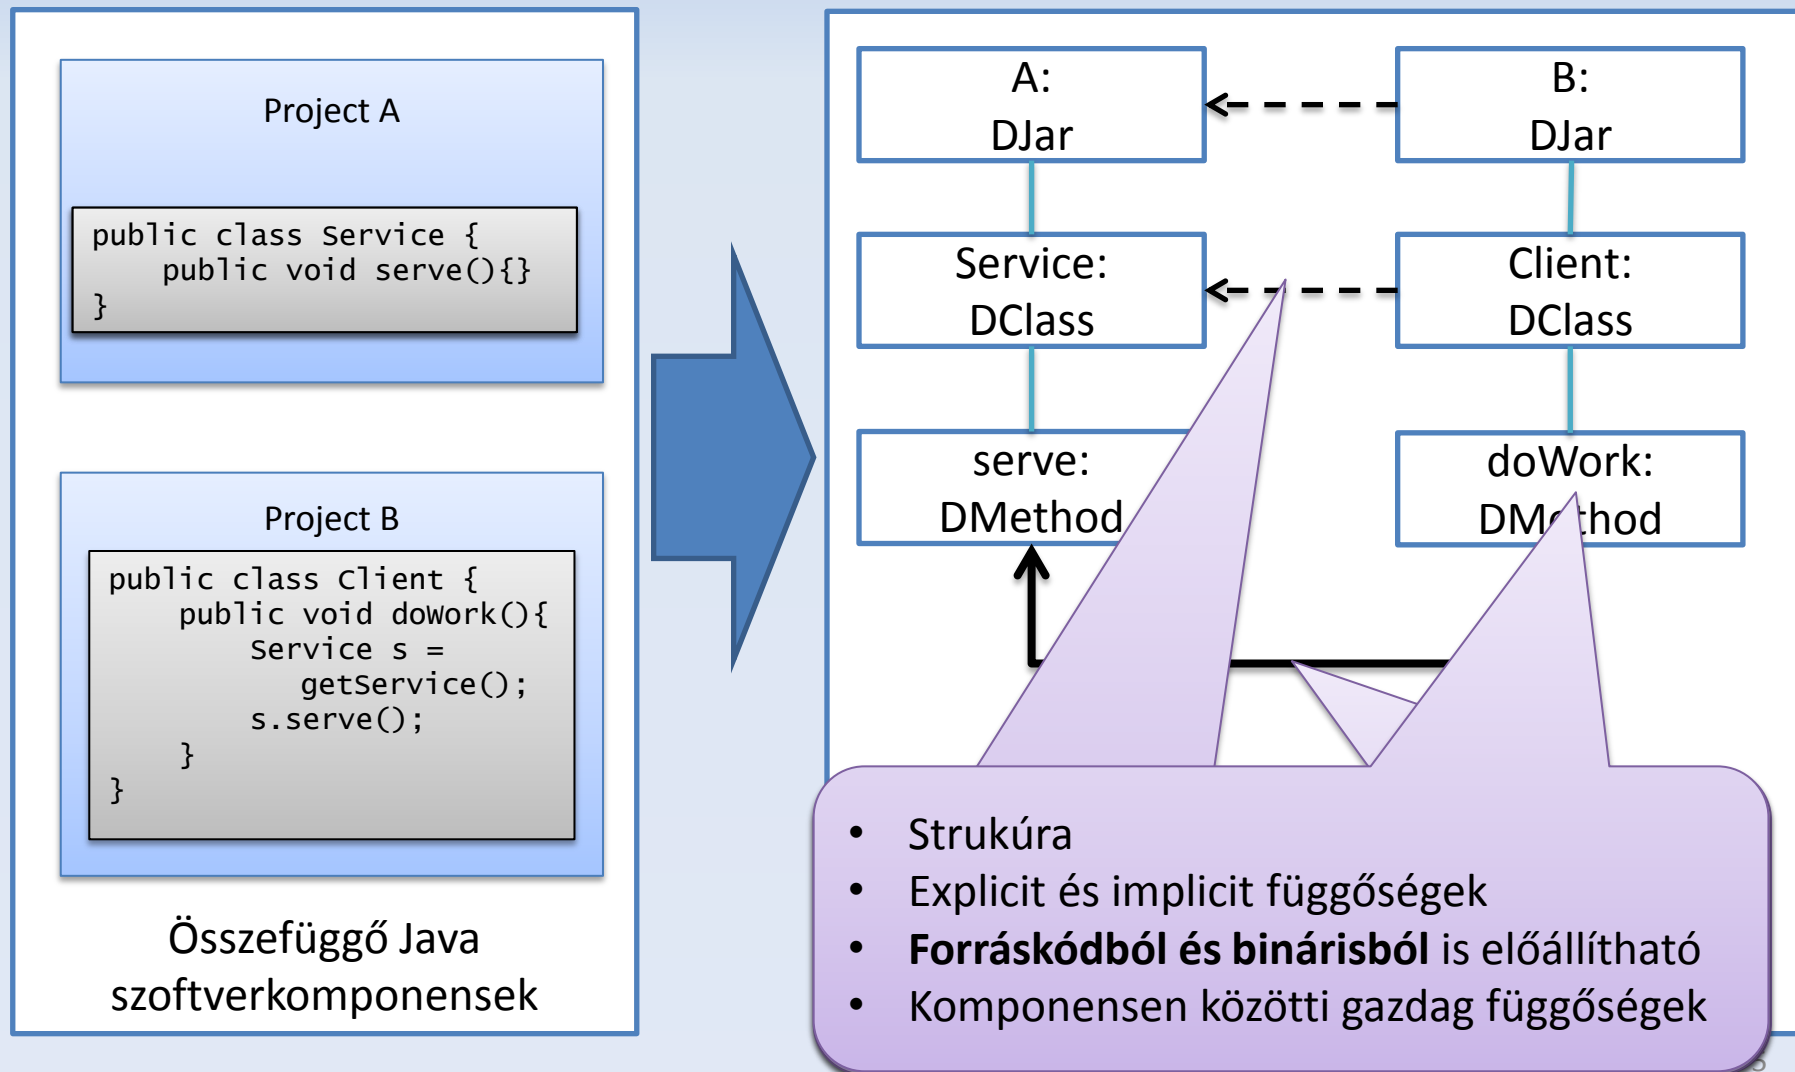 Project A
public class Service {
public void serve(){}
}
Project B
public class Client {
public void doWork(){
Service s =
getService();
s.serve();
}
}
Összefüggő Java
szoftverkomponensek
A:
DJar
B:
DJar
Service:
DClass
Client:
DClass
serve:
DMethod
doWork:
DMethod
• Strukúra
• Explicit és implicit függőségek
• Forráskódból és binárisból is előállítható
• Komponensen közötti gazdag függőségek